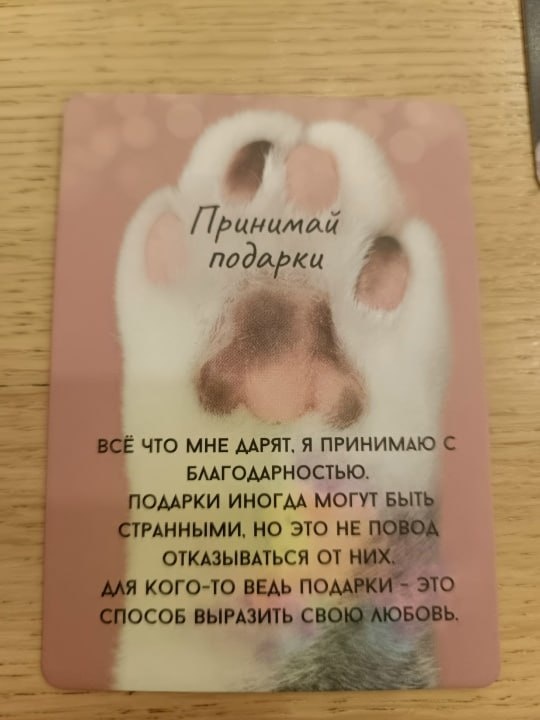 Принимай
подарки
ВСЁ ЧТО МНЕ ДАРЯТ, Я ПРИНИМАЮ С
БЛАГОДАРНОСТЬЮ.
ПОДАРКИ ИНОГДА МОГУТ БЫТЬ
СТРАННЫМИ, НО ЭТО НЕ ПОВОД
ОТКАЗЫВАТЬСЯ ОТ НИХ.
ДЛЯ КОГО-ТО ВЕДЬ ПОДАРКИ - ЭТО
СПОСОБ ВЫРАЗИТЬ СВОЮ ЛЮБОВЬ.